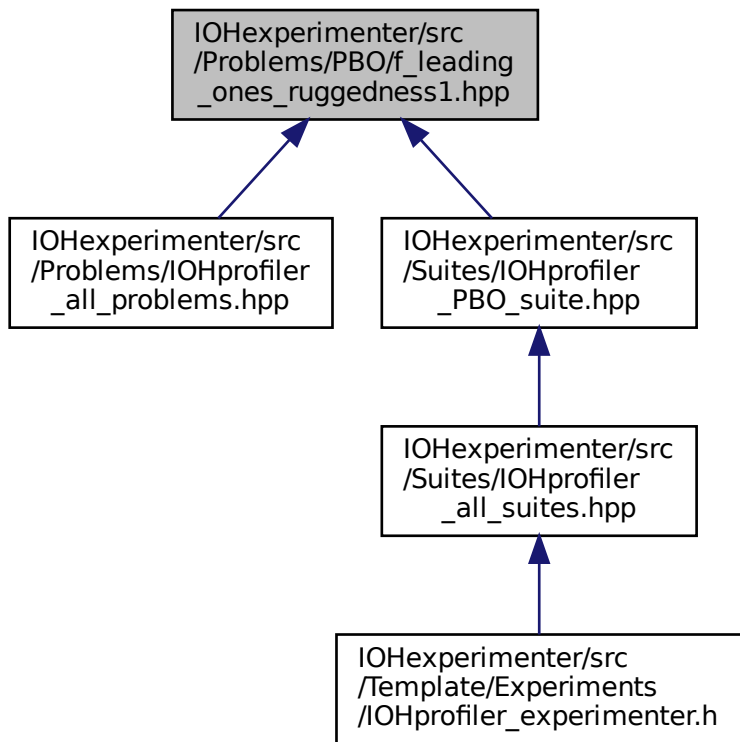 IOHexperimenter/src
/Problems/PBO/f_leading
_ones_ruggedness1.hpp
IOHexperimenter/src
/Problems/IOHprofiler
_all_problems.hpp
IOHexperimenter/src
/Suites/IOHprofiler
_PBO_suite.hpp
IOHexperimenter/src
/Suites/IOHprofiler
_all_suites.hpp
IOHexperimenter/src
/Template/Experiments
/IOHprofiler_experimenter.h